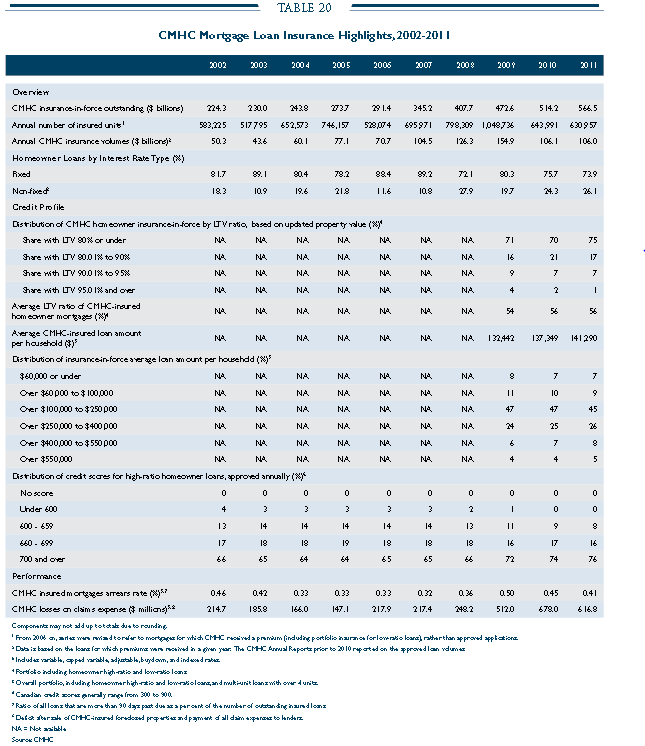 TABLE 20
CMHC Mortgage Loan Insurance Highlights, 2002-2011
2002 2003 2004 2005 2006 2007 2008 2009 2010 2011
Overview
CMHC insurance-in-force outstanding ($ billions) 224.3 230.0 243.8 273.7 291.4 345.2 407.7 472.6 514.2 566.5
Annual number of insured units¹ 583,225 517,795 652,573 746,157 528,074 695,971 798,309 1,048,736 643,991 630,957
Annual CMHC insurance volumes ($ billions)² 50.3 43.6 60.1 77.1 70.7 104.5 126.3 154.9 106.1 106.0
Homeowner Loans by Interest Rate Type (%)
Fixed 81.7 89.1 80.4 78.2 88.4 89.2 72.1 80.3 75.7 73.9
Non-fixed³ 18.3 10.9 19.6 21.8 11.6 10.8 27.9 19.7 24.3 26.1
Credit Profile
Distribution of CMHC homeowner insurance-in-force by LTV ratio, based on updated property value (%)⁴
Share with LTV 80% or under NA NA NA NA NA NA NA 71 70 75
Share with LTV 80.01% to 90% NA NA NA NA NA NA NA 16 21 17
Share with LTV 90.01% to 95% NA NA NA NA NA NA NA 9 7 7
Share with LTV 95.01% and over NA NA NA NA NA NA NA 4 2 1
Average LTV ratio of CMHC-insured
homeowner mortgages (%)⁴ NA NA NA NA NA NA NA 54 56 56
Average CMHC-insured loan amount
per household ($)⁵ NA NA NA NA NA NA NA 132,442 137,349 141,290
Distribution of insurance-in-force average loan amount per household (%)⁵
$60,000 or under NA NA NA NA NA NA NA 8 7 7
Over $60,000 to $100,000 NA NA NA NA NA NA NA 11 10 9
Over $100,000 to $250,000 NA NA NA NA NA NA NA 47 47 45
Over $250,000 to $400,000 NA NA NA NA NA NA NA 24 25 26
Over $400,000 to $550,000 NA NA NA NA NA NA NA 6 7 8
Over $550,000 NA NA NA NA NA NA NA 4 4 5
Distribution of credit scores for high-ratio homeowner loans, approved annually (%)⁶
No score 0 0 0 0 0 0 0 0 0 0
Under 600 4 3 3 3 3 3 2 1 0 0
600 - 659 13 14 14 14 14 14 13 11 9 8
660 - 699 17 18 18 19 18 18 18 16 17 16
700 and over 66 65 64 64 65 65 66 72 74 76
Performance
CMHC insured mortgages arrears rate (%)⁵,⁷ 0.46 0.42 0.33 0.33 0.33 0.32 0.36 0.50 0.45 0.41
CMHC losses on claims expense ($ millions)⁵,⁸ 214.7 185.8 166.0 147.1 217.9 217.4 248.2 512.0 678.0 616.8
Components may not add up to totals due to rounding.
¹ From 2006 on, series were revised to refer to mortgages for which CMHC received a premium (including portfolio insurance for low-ratio loans), rather than approved applications.
² Data is based on the loans for which premiums were received in a given year. The CMHC Annual Reports prior to 2010 reported on the approved loan volumes.
³ Includes variable, capped variable, adjustable, buydown, and indexed rates.
⁴ Portfolio including homeowner high-ratio and low-ratio loans.
⁵ Overall portfolio, including homeowner high-ratio and low-ratio loans, and multi-unit loans with over 4 units.
⁶ Canadian credit scores generally range from 300 to 900.
⁷ Ratio of all loans that are more than 90 days past due as a per cent of the number of outstanding insured loans.
⁸ Deficit after sale of CMHC-insured foreclosed properties and payment of all claim expenses to lenders.
NA = Not available
Source: CMHC